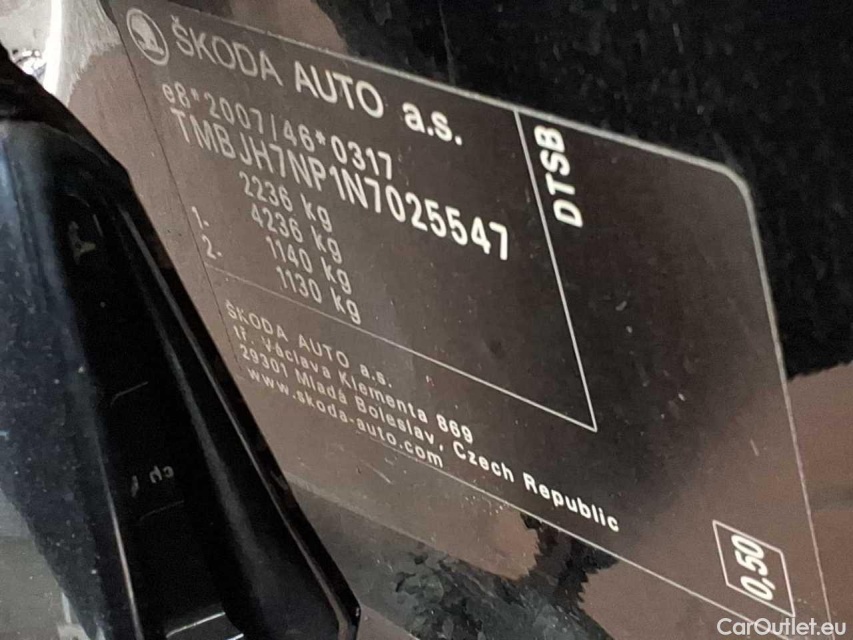 ŠKODA AUTO a.s.
e8*2007/46*0317
TMBJH7NP1N7025547
2236 kg
4236 kg
1. 1140 kg
2. 1130 kg
DTSB
ŠKODA AUTO a.s.
tř. Václava Klementa 869
29301 Mladá Boleslav, Czech Republic
www.skoda-auto.com
0,50
CarOutlet.eu